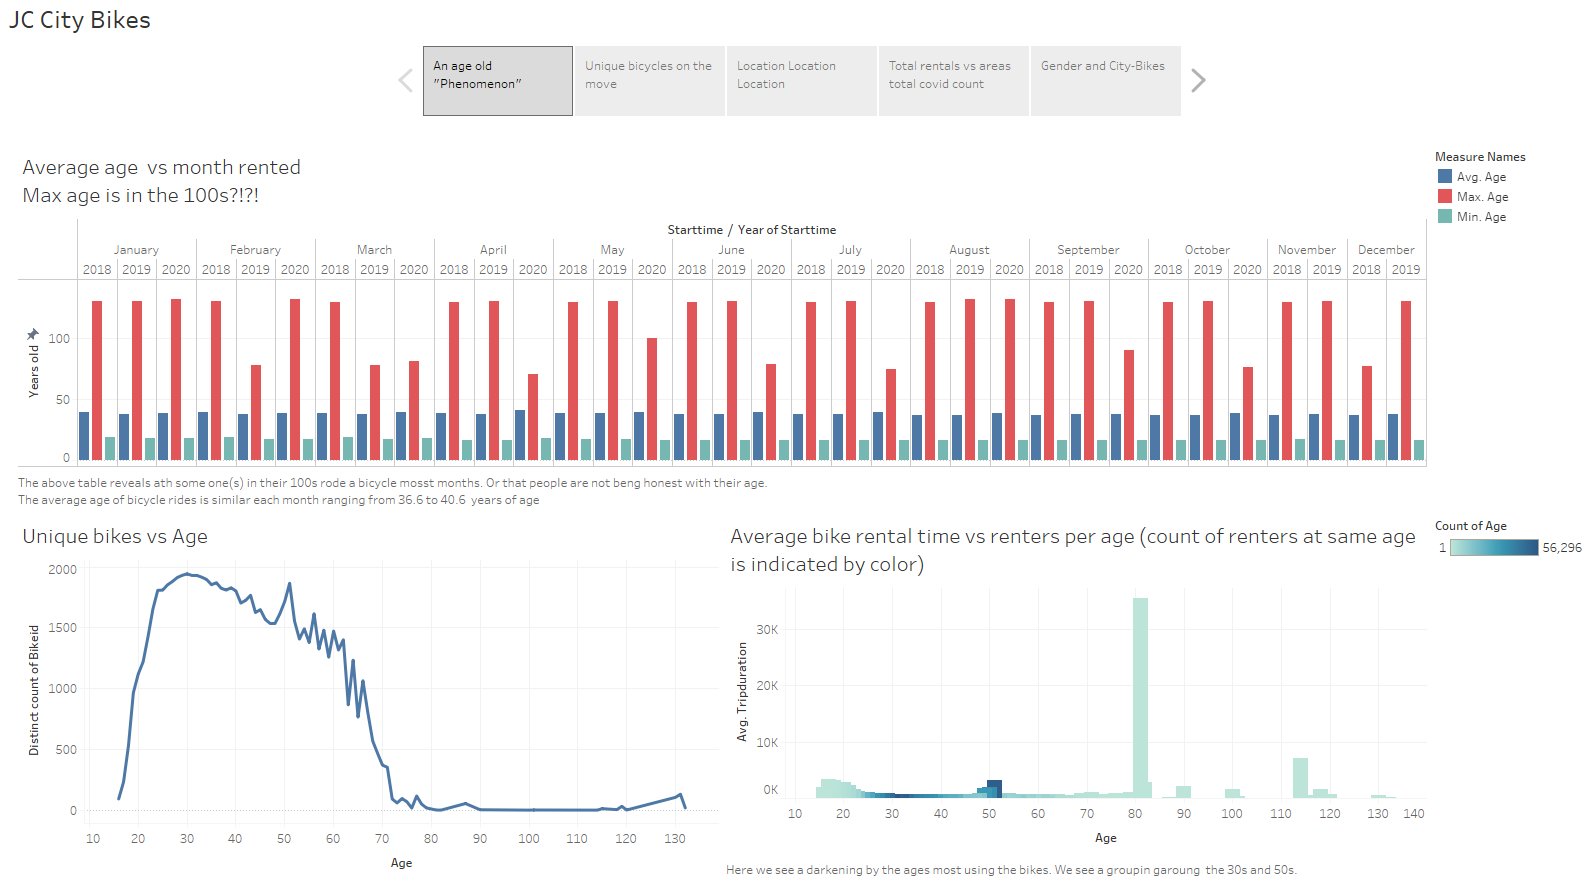 JC City Bikes
An age old
"Phenomenon"
Unique bicycles on the
move
Location Location
Location
Total rentals vs areas
total covid count
Gender and City-Bikes
Average age  vs month rented
Max age is in the 100s?!?!
Measure Names
Avg. Age
Max. Age
Min. Age
Starttime / Year of Starttime
January February March April May June July August September October November December
2018 2019 2020 2018 2019 2020 2018 2019 2020 2018 2019 2020 2018 2019 2020 2018 2019 2020 2018 2019 2020 2018 2019 2020 2018 2019 2020 2018 2019 2020 2018 2019 2018 2019
Years old
100
50
0
The above table reveals ath some one(s) in their 100s rode a bicycle mosst months. Or that people are not beng honest with their age.
The average age of bicycle rides is similar each month ranging from 36.6 to 40.6  years of age
Unique bikes vs Age
Distinct count of Bikeid
2000
1500
1000
500
0
10 20 30 40 50 60 70 80 90 100 110 120 130
Age
Average bike rental time vs renters per age (count of renters at same age
is indicated by color)
Count of Age
1 56,296
Avg. Tripduration
30K
20K
10K
0K
10 20 30 40 50 60 70 80 90 100 110 120 130 140
Age
Here we see a darkening by the ages most using the bikes. We see a groupin garoung  the 30s and 50s.